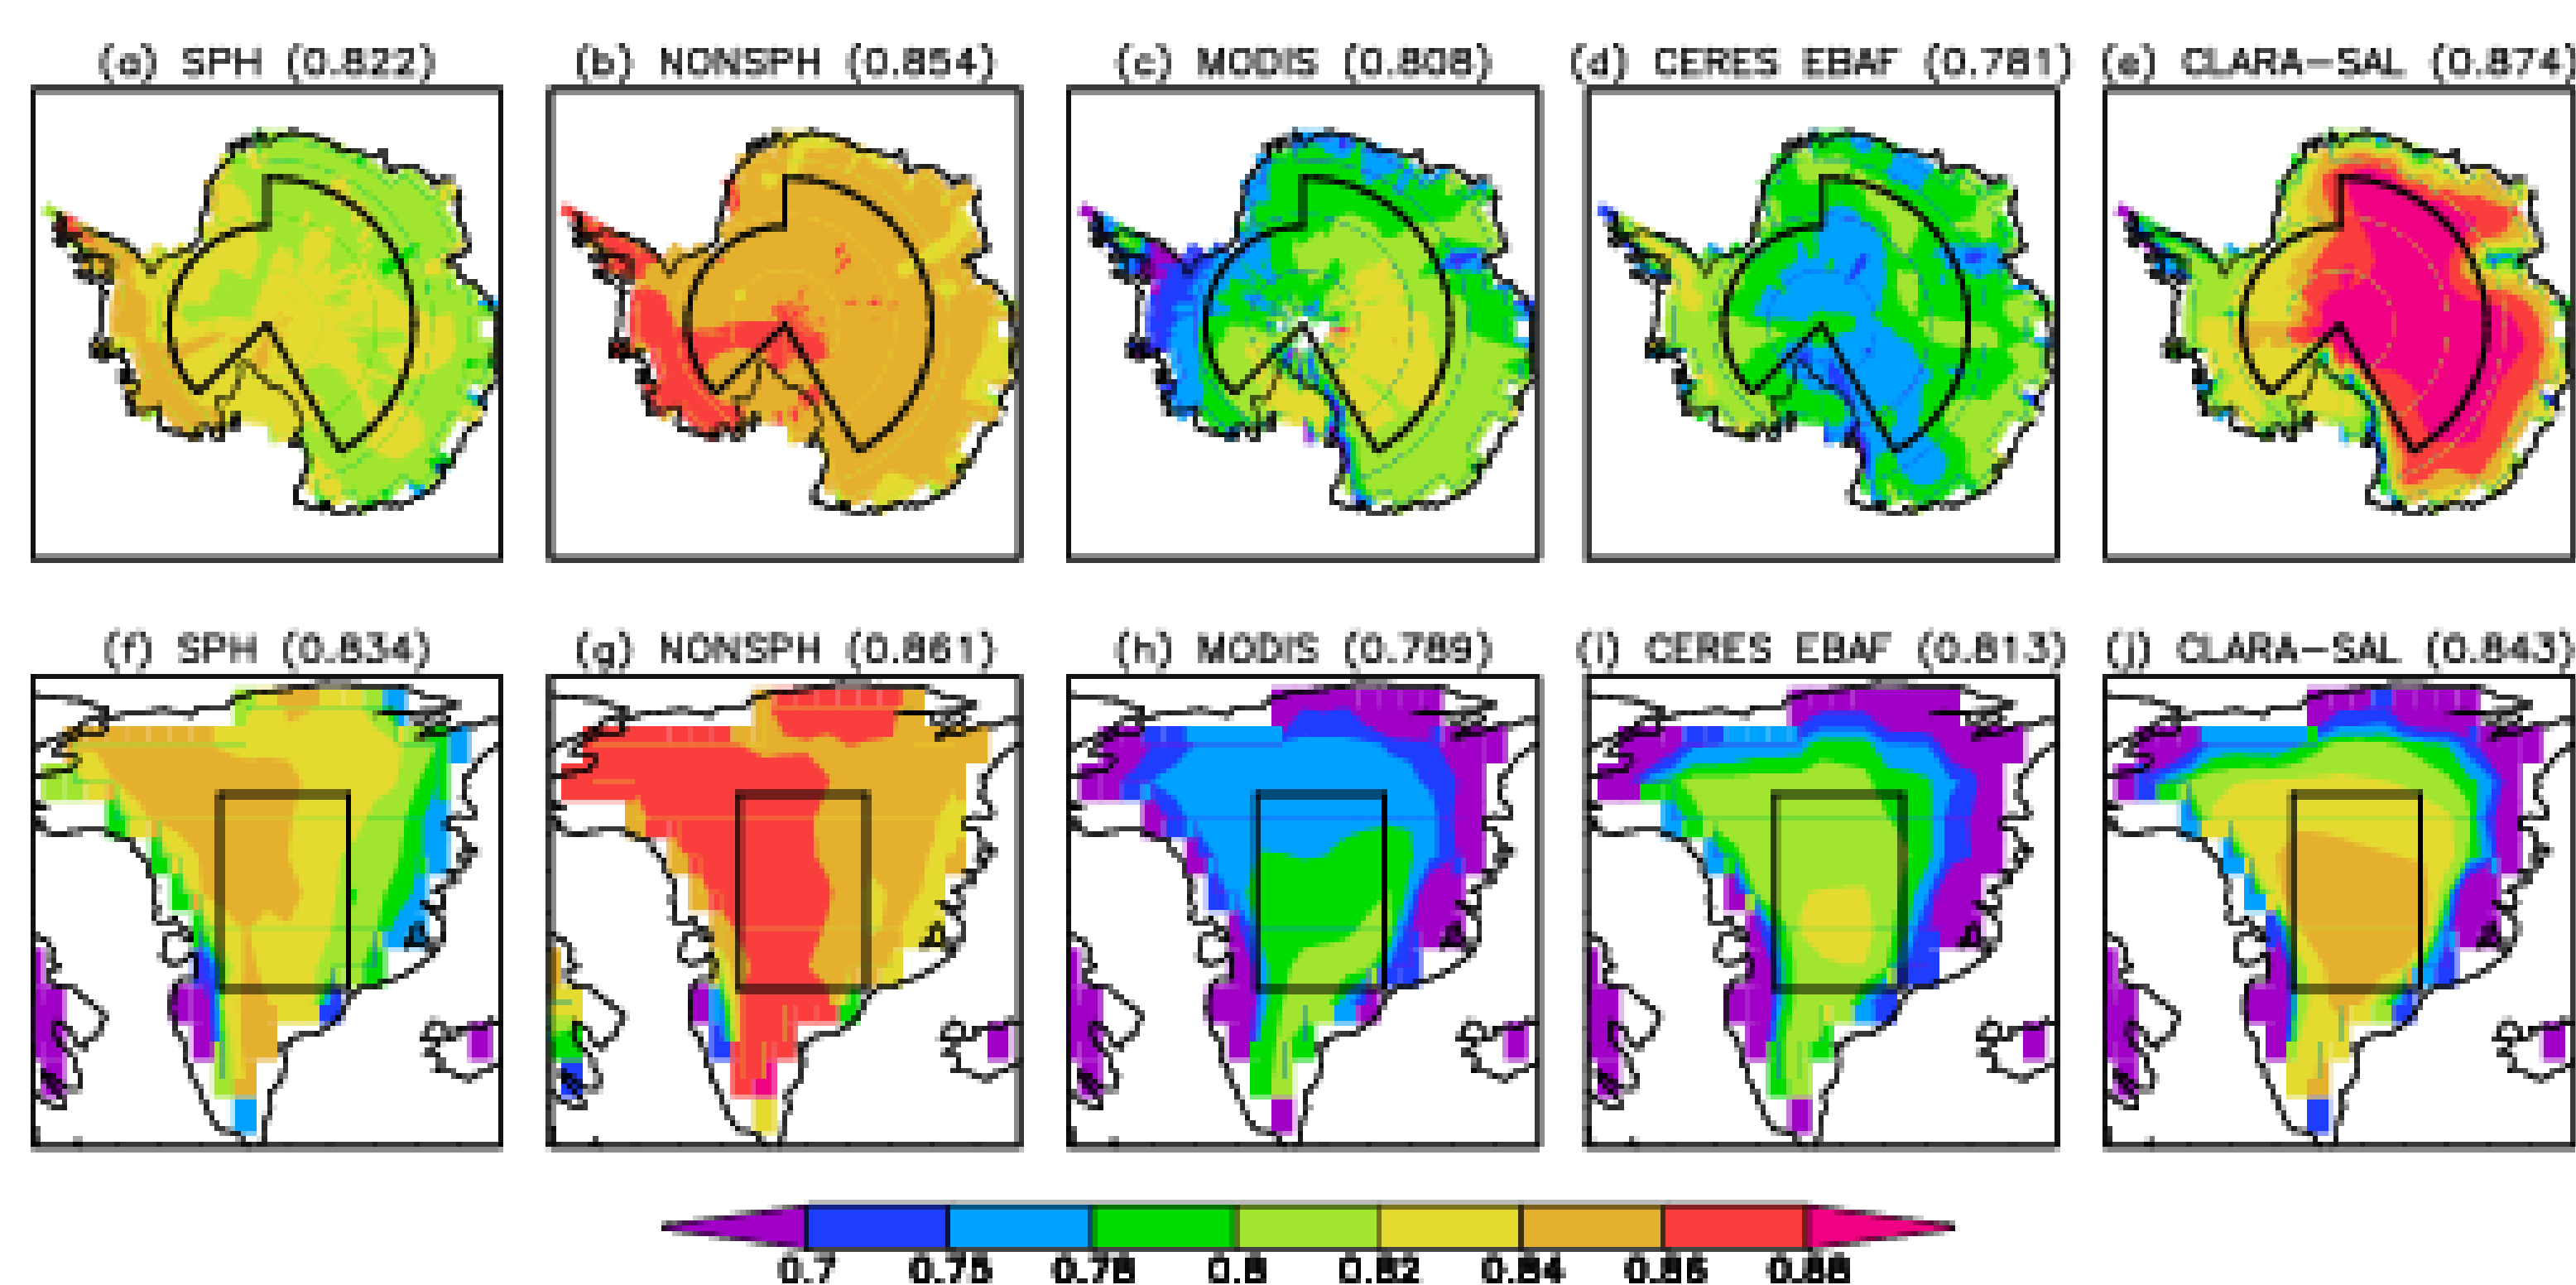 (a) SPH (0.822)
(b) NONSPH (0.854)
(c) MODIS (0.808)
(d) CERES EBAF (0.781)
(e) CLARA-SAL (0.874)
(f) SPH (0.834)
(g) NONSPH (0.861)
(h) MODIS (0.789)
(i) CERES EBAF (0.813)
(j) CLARA-SAL (0.843)
0.7 0.75 0.78 0.8 0.82 0.84 0.86 0.88